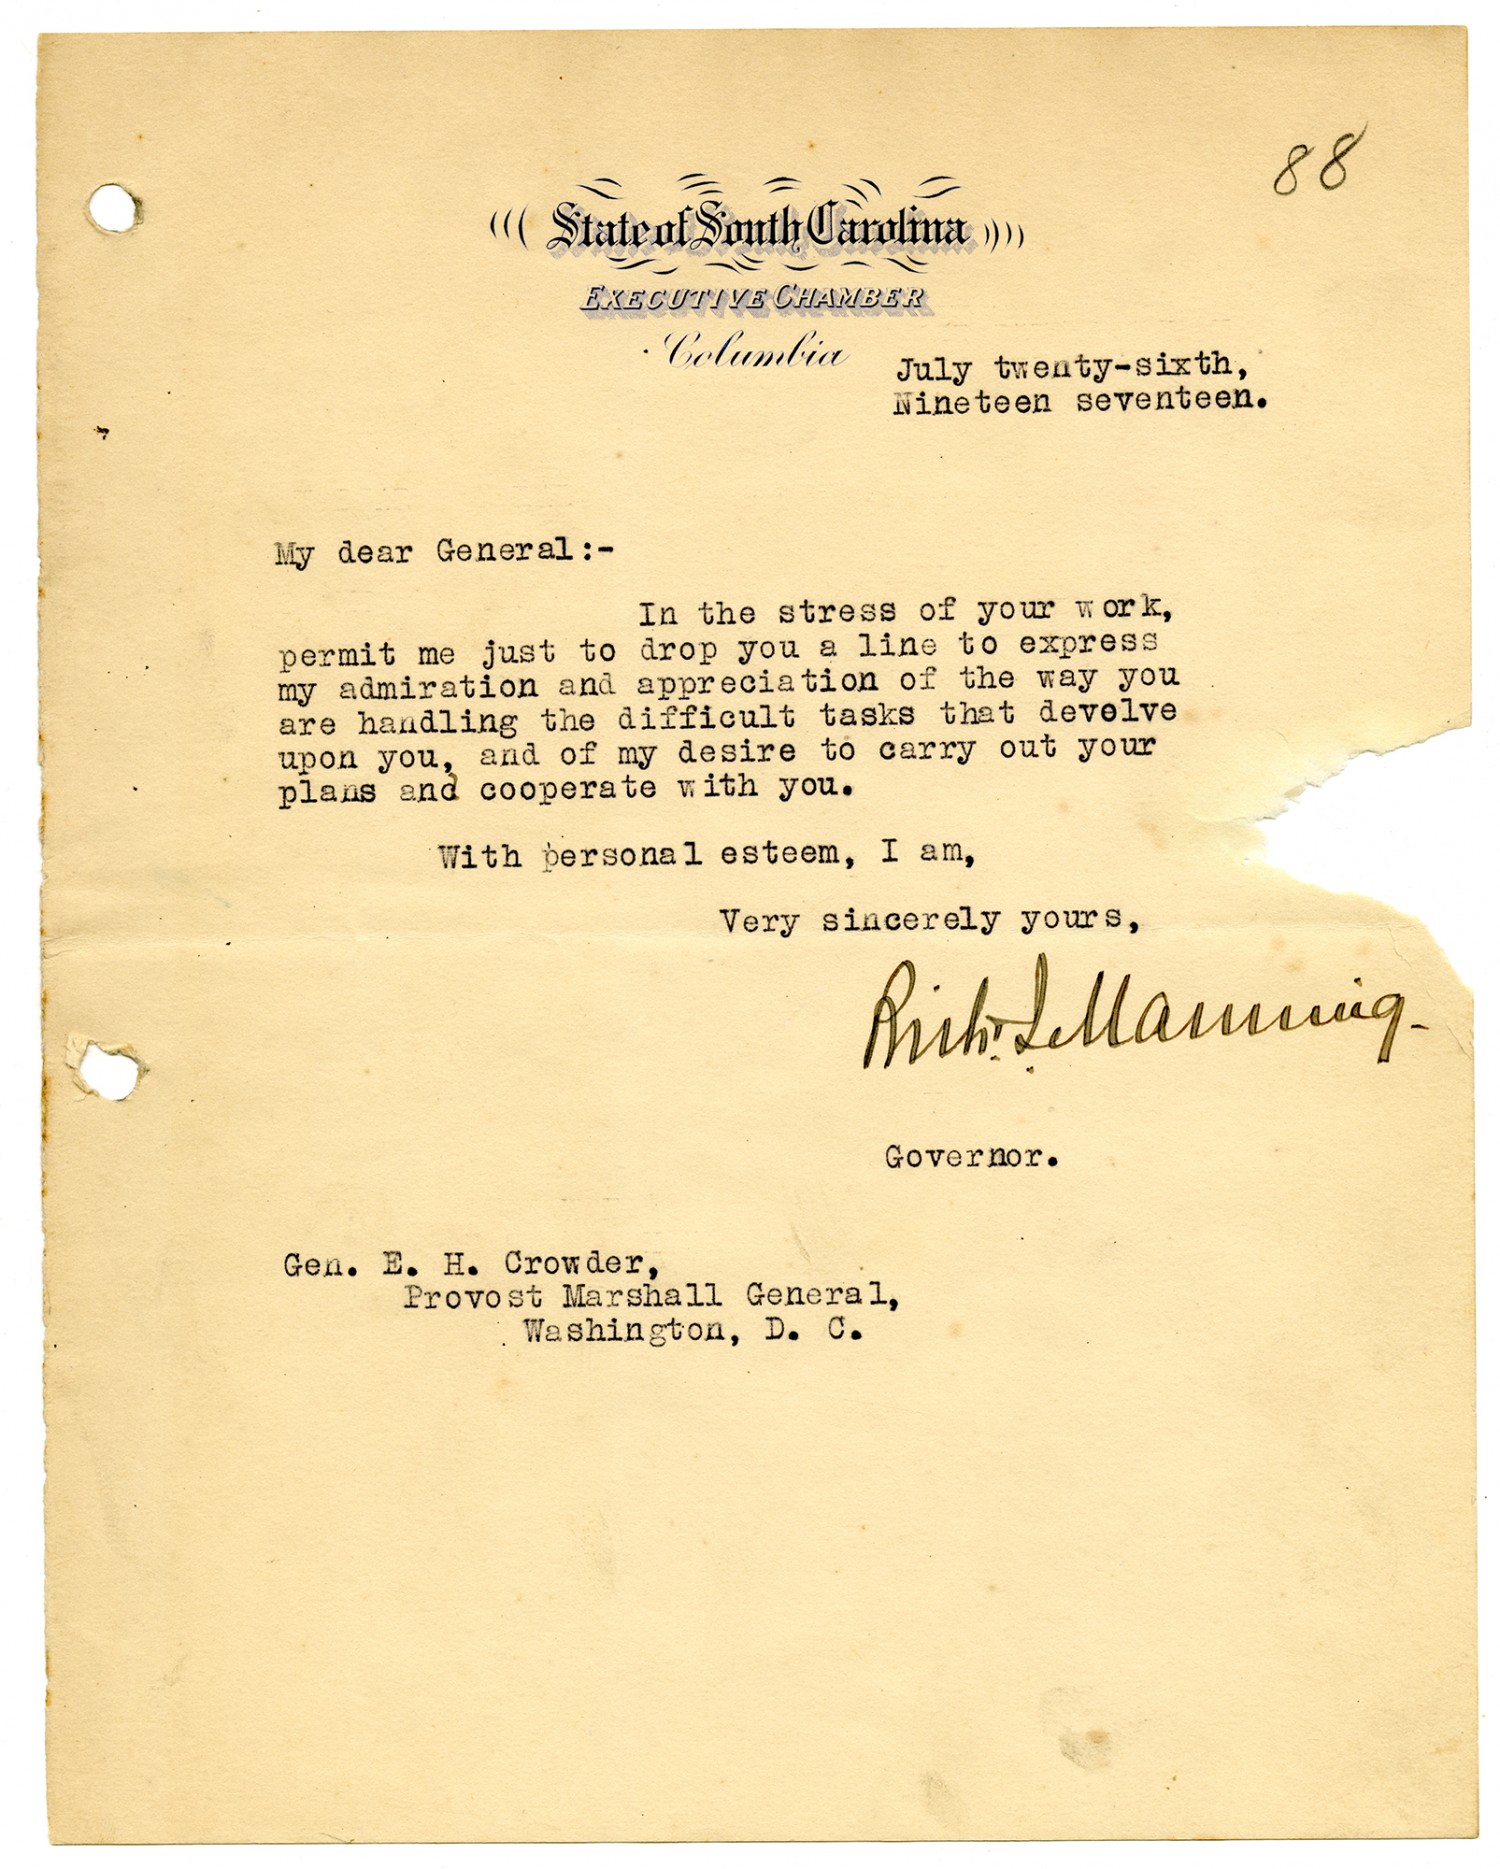 88
State of South Carolina
EXECUTIVE CHAMBER
Columbia
July twenty-sixth,
Nineteen seventeen.
My dear General:-
In the stress of your work,
permit me just to drop you a line to express
my admiration and appreciation of the way you
are handling the difficult tasks that devolve
upon you, and of my desire to carry out your
plans and cooperate with you.
With personal esteem, I am,
Very sincerely yours,
Richd. I. Manning
Governor.
Gen. E. H. Crowder,
Provost Marshall General,
Washington, D. C.